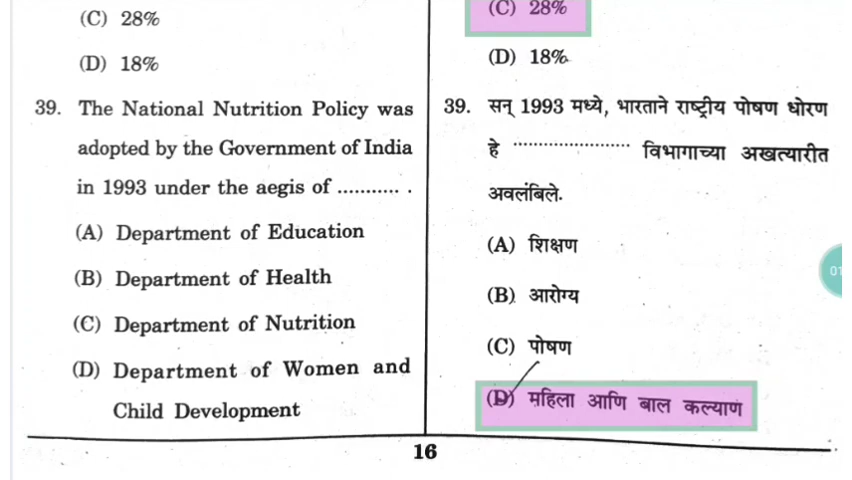 (C) 28%
(D) 18%
39. The National Nutrition Policy was
adopted by the Government of India
in 1993 under the aegis of ........... .
(A) Department of Education
(B) Department of Health
(C) Department of Nutrition
(D) Department of Women and
Child Development
(C) 28%
(D) 18%
39. सन् 1993 मध्ये, भारताने राष्ट्रीय पोषण धोरण
हे ........................ विभागाच्या अखत्यारीत
अवलंबिले.
(A) शिक्षण
(B) आरोग्य
(C) पोषण
(D) महिला आणि बाल कल्याण
16
01